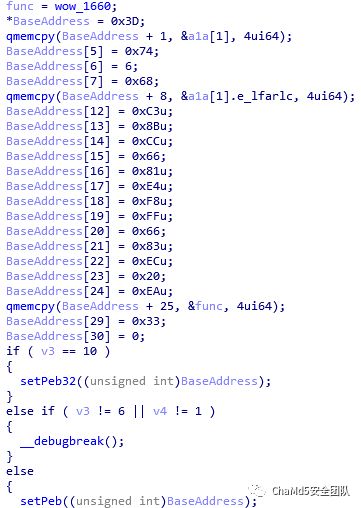 func = wow_1660;
*BaseAddress = 0x3D;
qmemcpy(BaseAddress + 1, &a1a[1], 4ui64);
BaseAddress[5] = 0x74;
BaseAddress[6] = 6;
BaseAddress[7] = 0x68;
qmemcpy(BaseAddress + 8, &a1a[1].e_lfarlc, 4ui64);
BaseAddress[12] = 0xC3u;
BaseAddress[13] = 0x8Bu;
BaseAddress[14] = 0xCCu;
BaseAddress[15] = 0x66;
BaseAddress[16] = 0x81u;
BaseAddress[17] = 0xE4u;
BaseAddress[18] = 0xF8u;
BaseAddress[19] = 0xFFu;
BaseAddress[20] = 0x66;
BaseAddress[21] = 0x83u;
BaseAddress[22] = 0xECu;
BaseAddress[23] = 0x20;
BaseAddress[24] = 0xEAu;
qmemcpy(BaseAddress + 25, &func, 4ui64);
BaseAddress[29] = 0x33;
BaseAddress[30] = 0;
if ( v3 == 10 )
{
setPeb32((unsigned int)BaseAddress);
}
else if ( v3 != 6 || v4 != 1 )
{
__debugbreak();
}
else
{
setPeb((unsigned int)BaseAddress);
ChaMd5安全团队